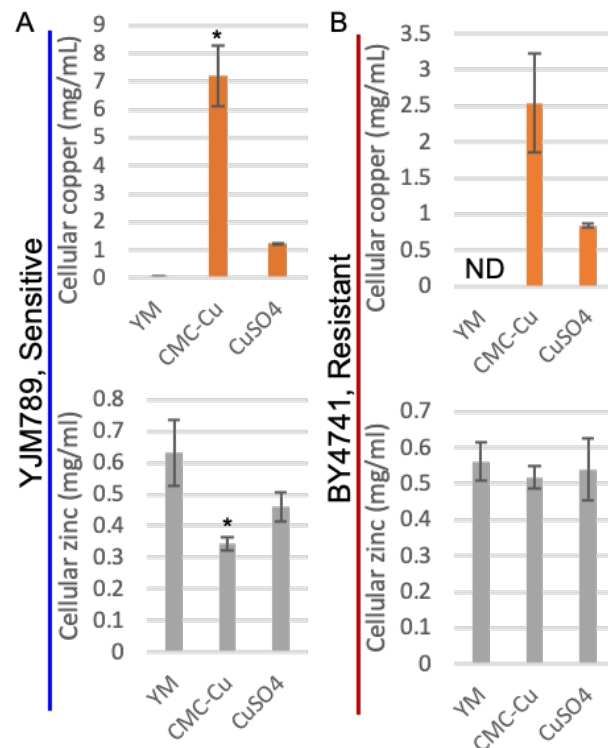 A
YJM789, Sensitive
Cellular copper (mg/mL)
9
8
7
6
5
4
3
2
1
0
*
YM
CMC-Cu
CuSO4
Cellular zinc (mg/ml)
0.8
0.7
0.6
0.5
0.4
0.3
0.2
0.1
0
*
YM
CMC-Cu
CuSO4
B
BY4741, Resistant
Cellular copper (mg/mL)
3.5
3
2.5
2
1.5
1
0.5
0
ND
YM
CMC-Cu
CuSO4
Cellular zinc (mg/ml)
0.7
0.6
0.5
0.4
0.3
0.2
0.1
0
YM
CMC-Cu
CuSO4